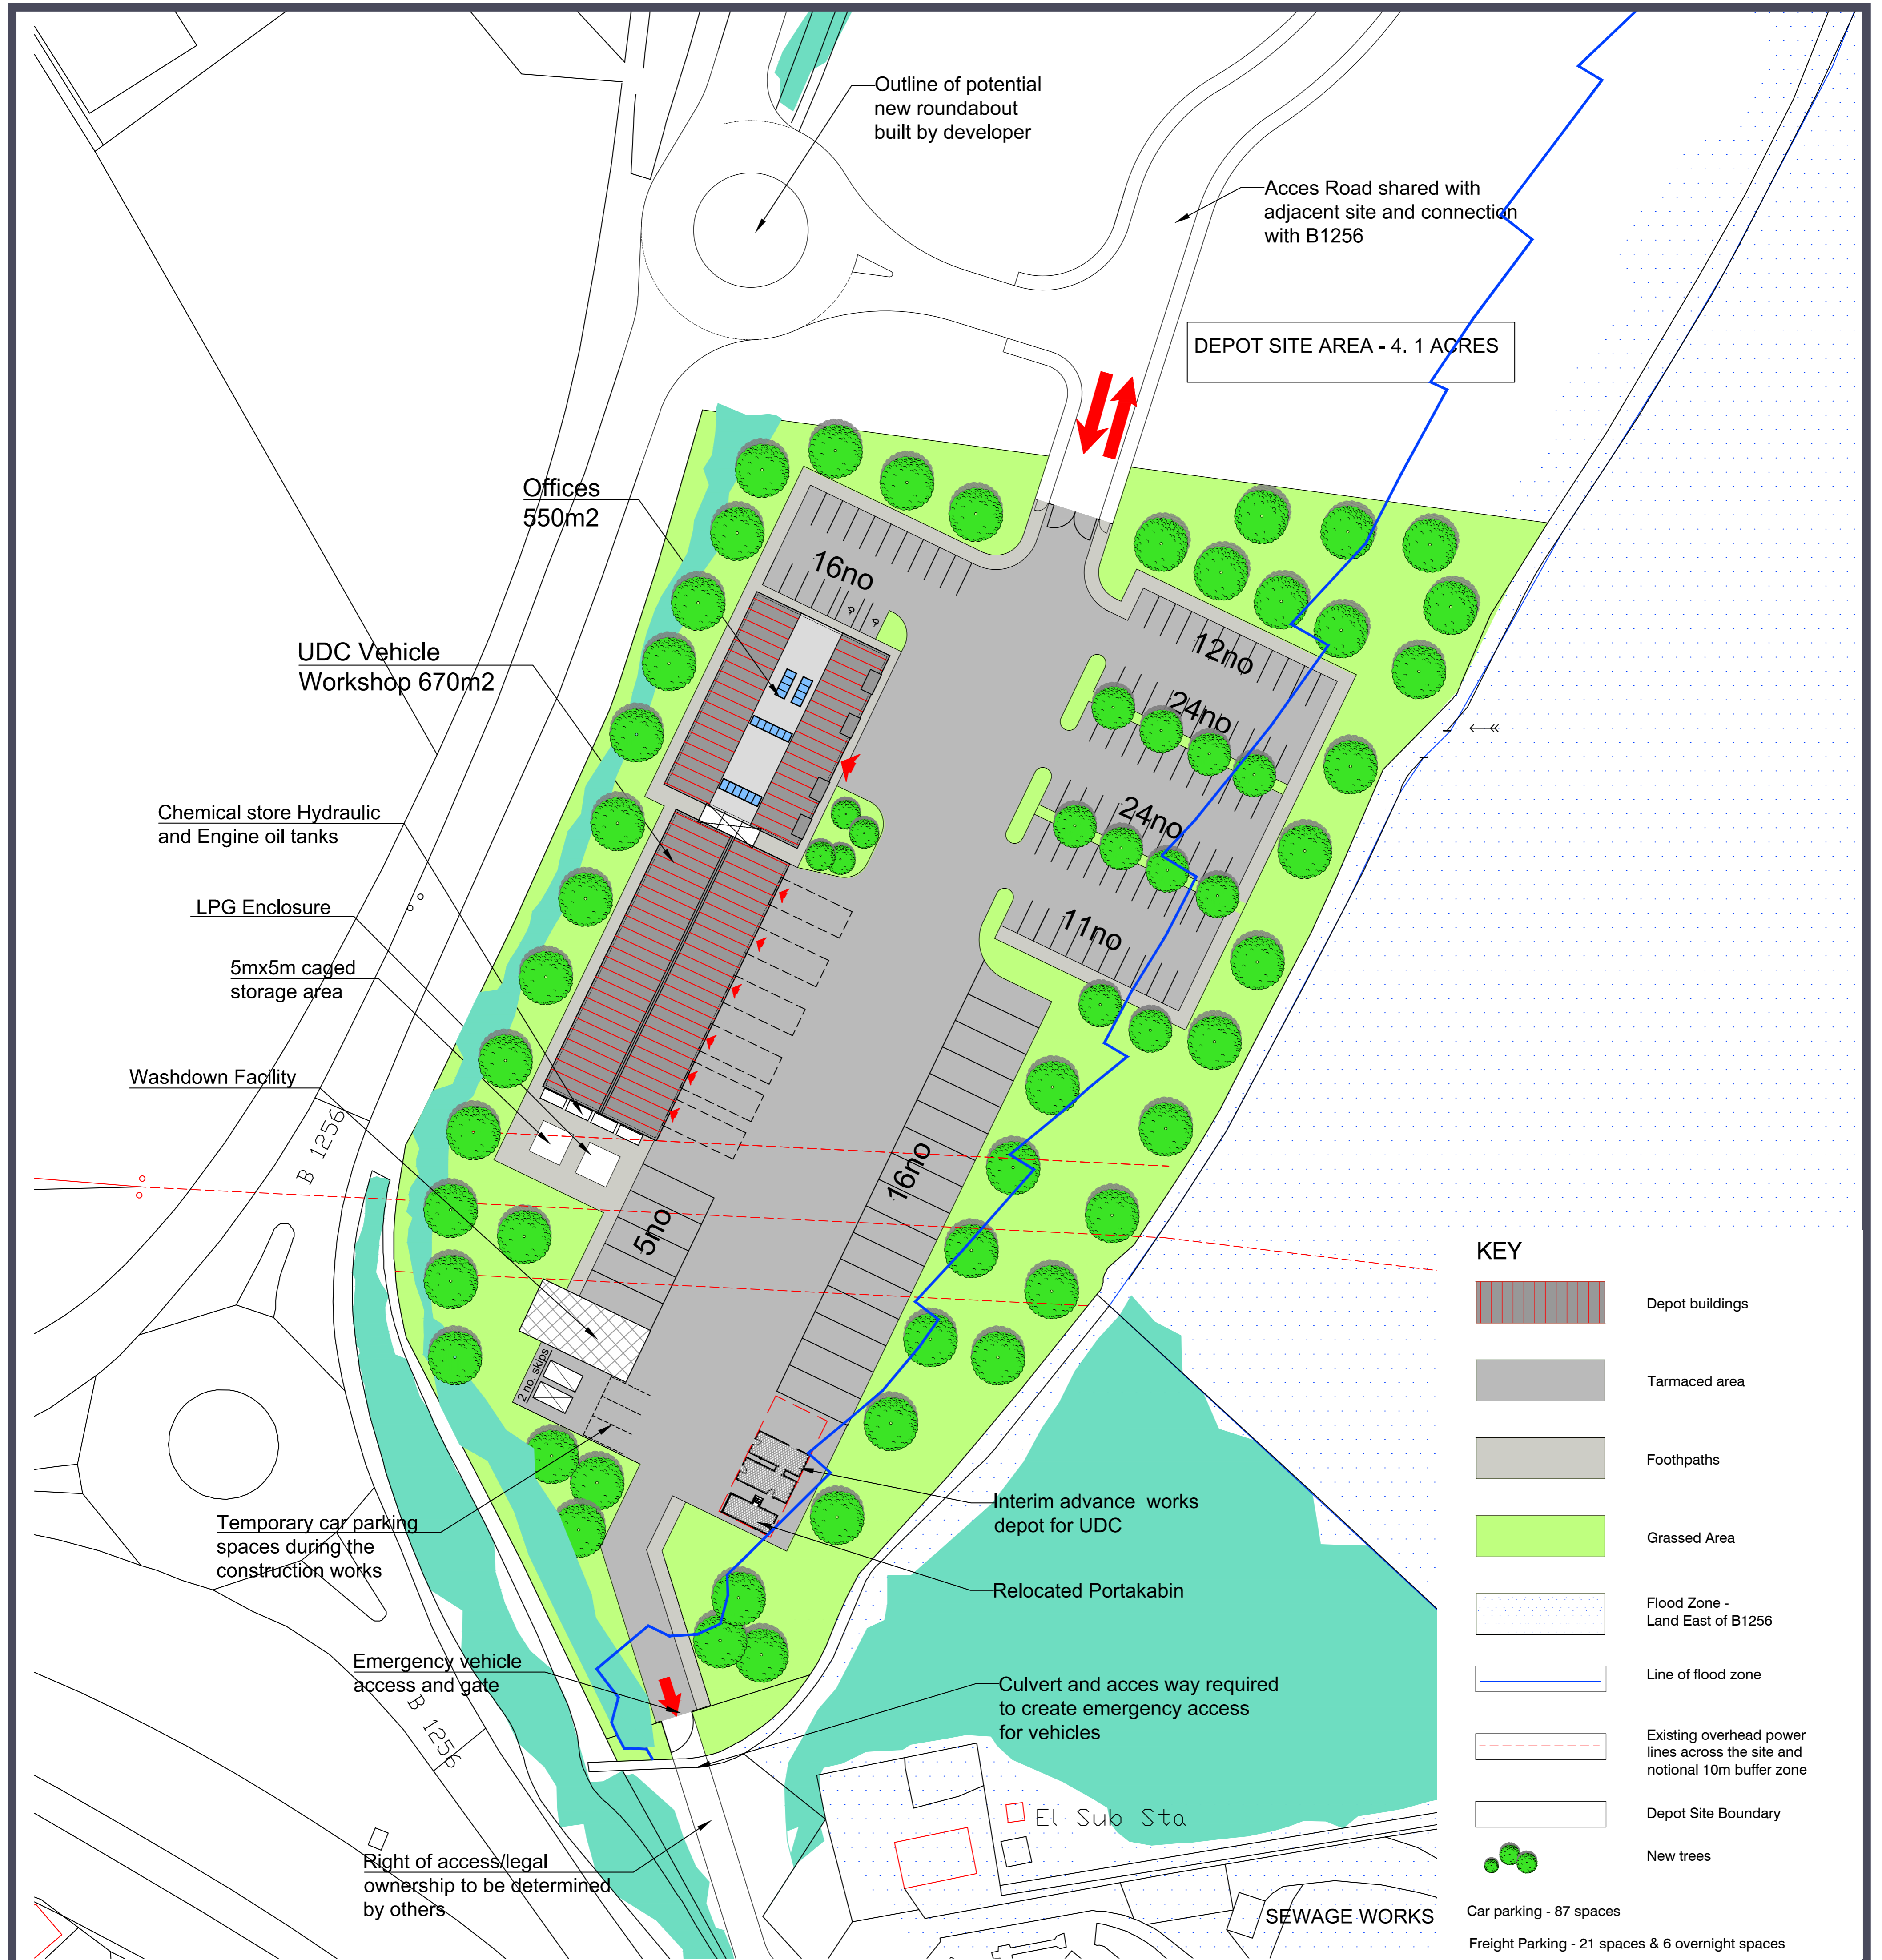 Outline of potential
new roundabout
built by developer
Acces Road shared with
adjacent site and connection
with B1256
DEPOT SITE AREA - 4. 1 ACRES
Offices
550m2
16no
UDC Vehicle
Workshop 670m2
12no
24no
24no
11no
Chemical store Hydraulic
and Engine oil tanks
LPG Enclosure
5mx5m caged
storage area
Washdown Facility
B 1256
16no
5no
2 no. skips
Temporary car parking
spaces during the
construction works
Interim advance works
depot for UDC
Relocated Portakabin
Emergency vehicle
access and gate
B 1256
Culvert and acces way required
to create emergency access
for vehicles
Right of access/legal
ownership to be determined
by others
El Sub Sta
SEWAGE WORKS
KEY
Depot buildings
Tarmaced area
Foothpaths
Grassed Area
Flood Zone -
Land East of B1256
Line of flood zone
Existing overhead power
lines across the site and
notional 10m buffer zone
Depot Site Boundary
New trees
Car parking - 87 spaces
Freight Parking - 21 spaces & 6 overnight spaces